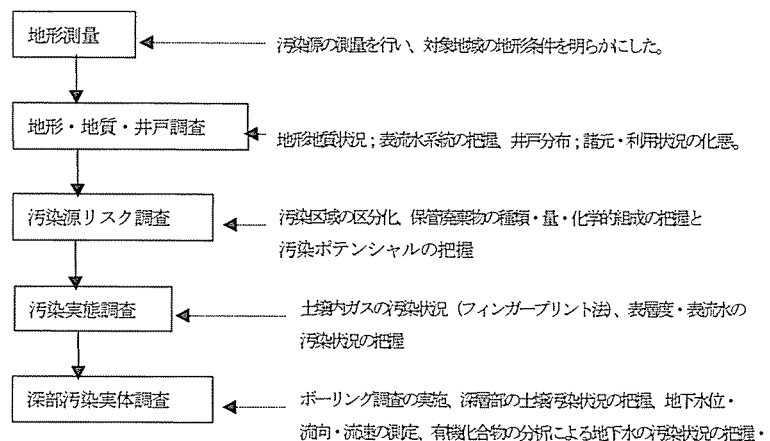 地形測量
汚染源の測量を行い、対象地域の地形条件を明らかにした。
地形・地質・井戸調査
地形地質状況;表流水系統の把握、井戸分布;諸元・利用状況の化悪。
汚染源リスク調査
汚染区域の区分化、保管廃棄物の種類・量・化学的組成の把握と
汚染ポテンシャルの把握
汚染実態調査
土壌内ガスの汚染状況(フィンガープリント法)、表層度・表流水の
汚染状況の把握
深部汚染実体調査
ボーリング調査の実施、深層部の土壌汚染状況の把握、地下水位・
流向・流速の測定、有機化合物の分析による地下水の汚染状況の把握・